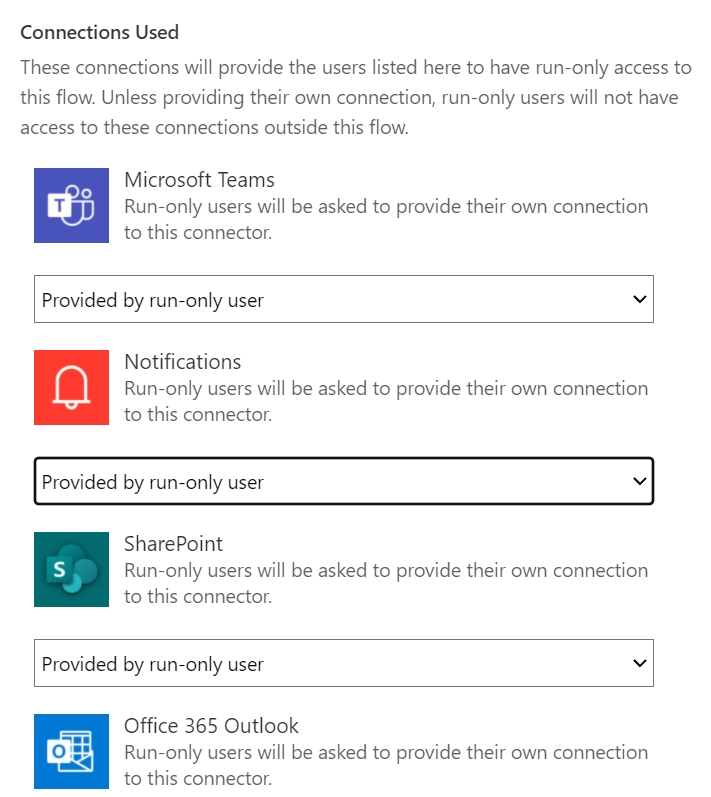 Connections Used
These connections will provide the users listed here to have run-only access to
this flow. Unless providing their own connection, run-only users will not have
access to these connections outside this flow.
T
Microsoft Teams
Run-only users will be asked to provide their own connection
to this connector.
Provided by run-only user
Notifications
Run-only users will be asked to provide their own connection
to this connector.
Provided by run-only user
S
SharePoint
Run-only users will be asked to provide their own connection
to this connector.
Provided by run-only user
O
Office 365 Outlook
Run-only users will be asked to provide their own connection
to this connector.